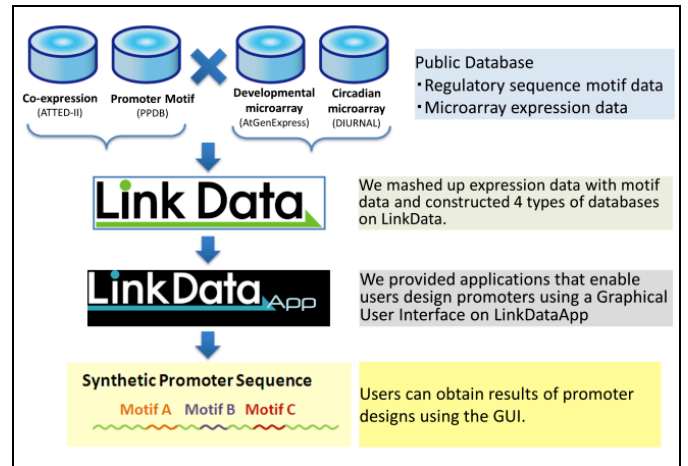 Co-expression
(ATTED-II)
Promoter Motif
(PPDB)
Developmental
microarray
(AtGenExpress)
Circadian
microarray
(DIURNAL)
Public Database
・Regulatory sequence motif data
・Microarray expression data
Link Data
We mashed up expression data with motif
data and constructed 4 types of databases
on LinkData.
LinkData App
We provided applications that enable
users design promoters using a Graphical
User Interface on LinkDataApp
Synthetic Promoter Sequence
Motif A Motif B Motif C
Users can obtain results of promoter
designs using the GUI.